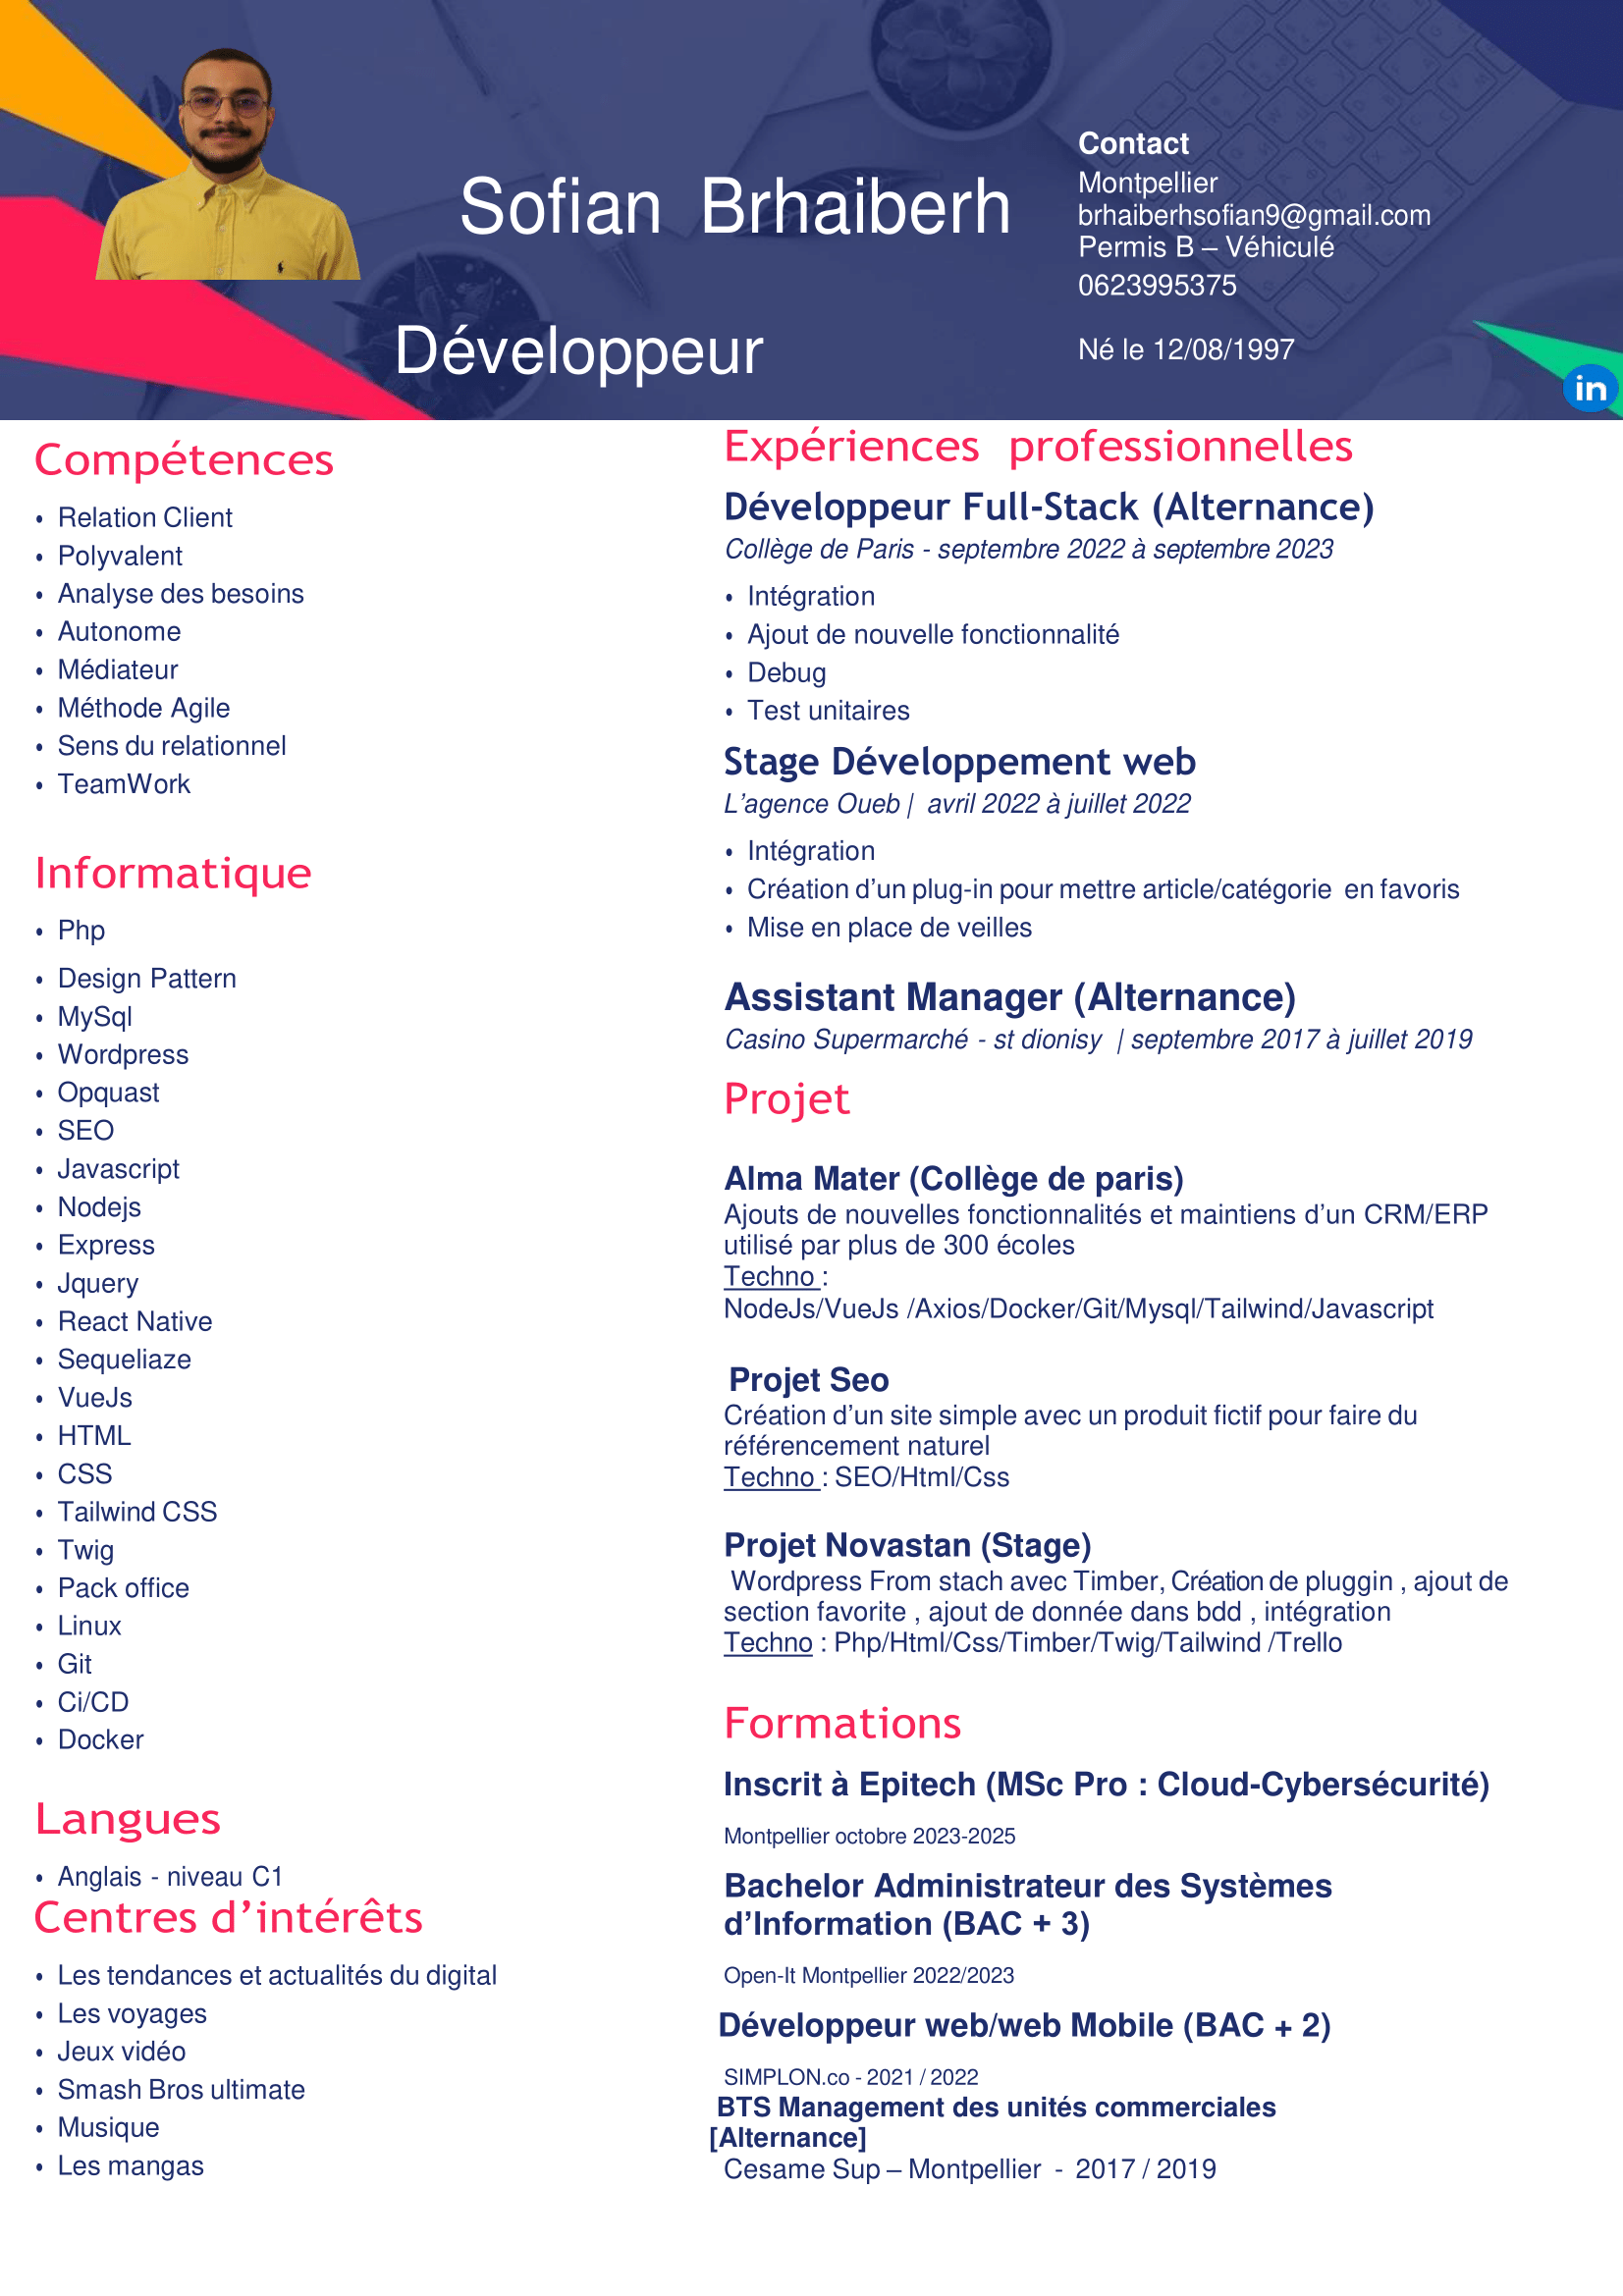 Sofian Brhaiberh
Développeur
Contact
Montpellier
brhaiberhsofian9@gmail.com
Permis B – Véhiculé
0623995375
Né le 12/08/1997
in
Compétences
• Relation Client
• Polyvalent
• Analyse des besoins
• Autonome
• Médiateur
• Méthode Agile
• Sens du relationnel
• TeamWork
Informatique
• Php
• Design Pattern
• MySql
• Wordpress
• Opquast
• SEO
• Javascript
• Nodejs
• Express
• Jquery
• React Native
• Sequeliaze
• VueJs
• HTML
• CSS
• Tailwind CSS
• Twig
• Pack office
• Linux
• Git
• Ci/CD
• Docker
Langues
• Anglais - niveau C1
Centres d’intérêts
• Les tendances et actualités du digital
• Les voyages
• Jeux vidéo
• Smash Bros ultimate
• Musique
• Les mangas
Expériences professionnelles
Développeur Full-Stack (Alternance)
Collège de Paris - septembre 2022 à septembre 2023
• Intégration
• Ajout de nouvelle fonctionnalité
• Debug
• Test unitaires
Stage Développement web
L’agence Oueb | avril 2022 à juillet 2022
• Intégration
• Création d’un plug-in pour mettre article/catégorie en favoris
• Mise en place de veilles
Assistant Manager (Alternance)
Casino Supermarché - st dionisy | septembre 2017 à juillet 2019
Projet
Alma Mater (Collège de paris)
Ajouts de nouvelles fonctionnalités et maintiens d’un CRM/ERP
utilisé par plus de 300 écoles
Techno :
NodeJs/VueJs /Axios/Docker/Git/Mysql/Tailwind/Javascript
Projet Seo
Création d’un site simple avec un produit fictif pour faire du
référencement naturel
Techno : SEO/Html/Css
Projet Novastan (Stage)
Wordpress From stach avec Timber, Création de pluggin , ajout de
section favorite , ajout de donnée dans bdd , intégration
Techno : Php/Html/Css/Timber/Twig/Tailwind /Trello
Formations
Inscrit à Epitech (MSc Pro : Cloud-Cybersécurité)
Montpellier octobre 2023-2025
Bachelor Administrateur des Systèmes
d’Information (BAC + 3)
Open-It Montpellier 2022/2023
Développeur web/web Mobile (BAC + 2)
SIMPLON.co - 2021 / 2022
BTS Management des unités commerciales
[Alternance]
Cesame Sup – Montpellier - 2017 / 2019